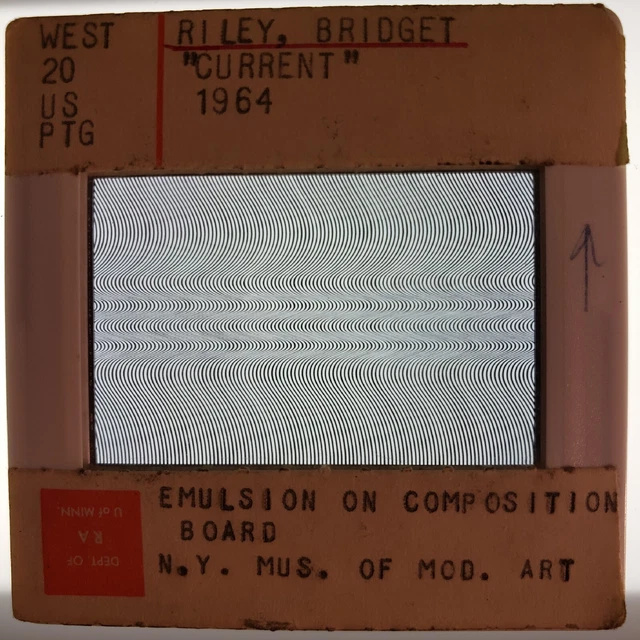 WEST
20
US
PTG
RILEY, BRIDGET
"CURRENT"
1964
EMULSION ON COMPOSITION
BOARD
N.Y. MUS. OF MOD. ART
DEPT. OF
R A
U of MINN.